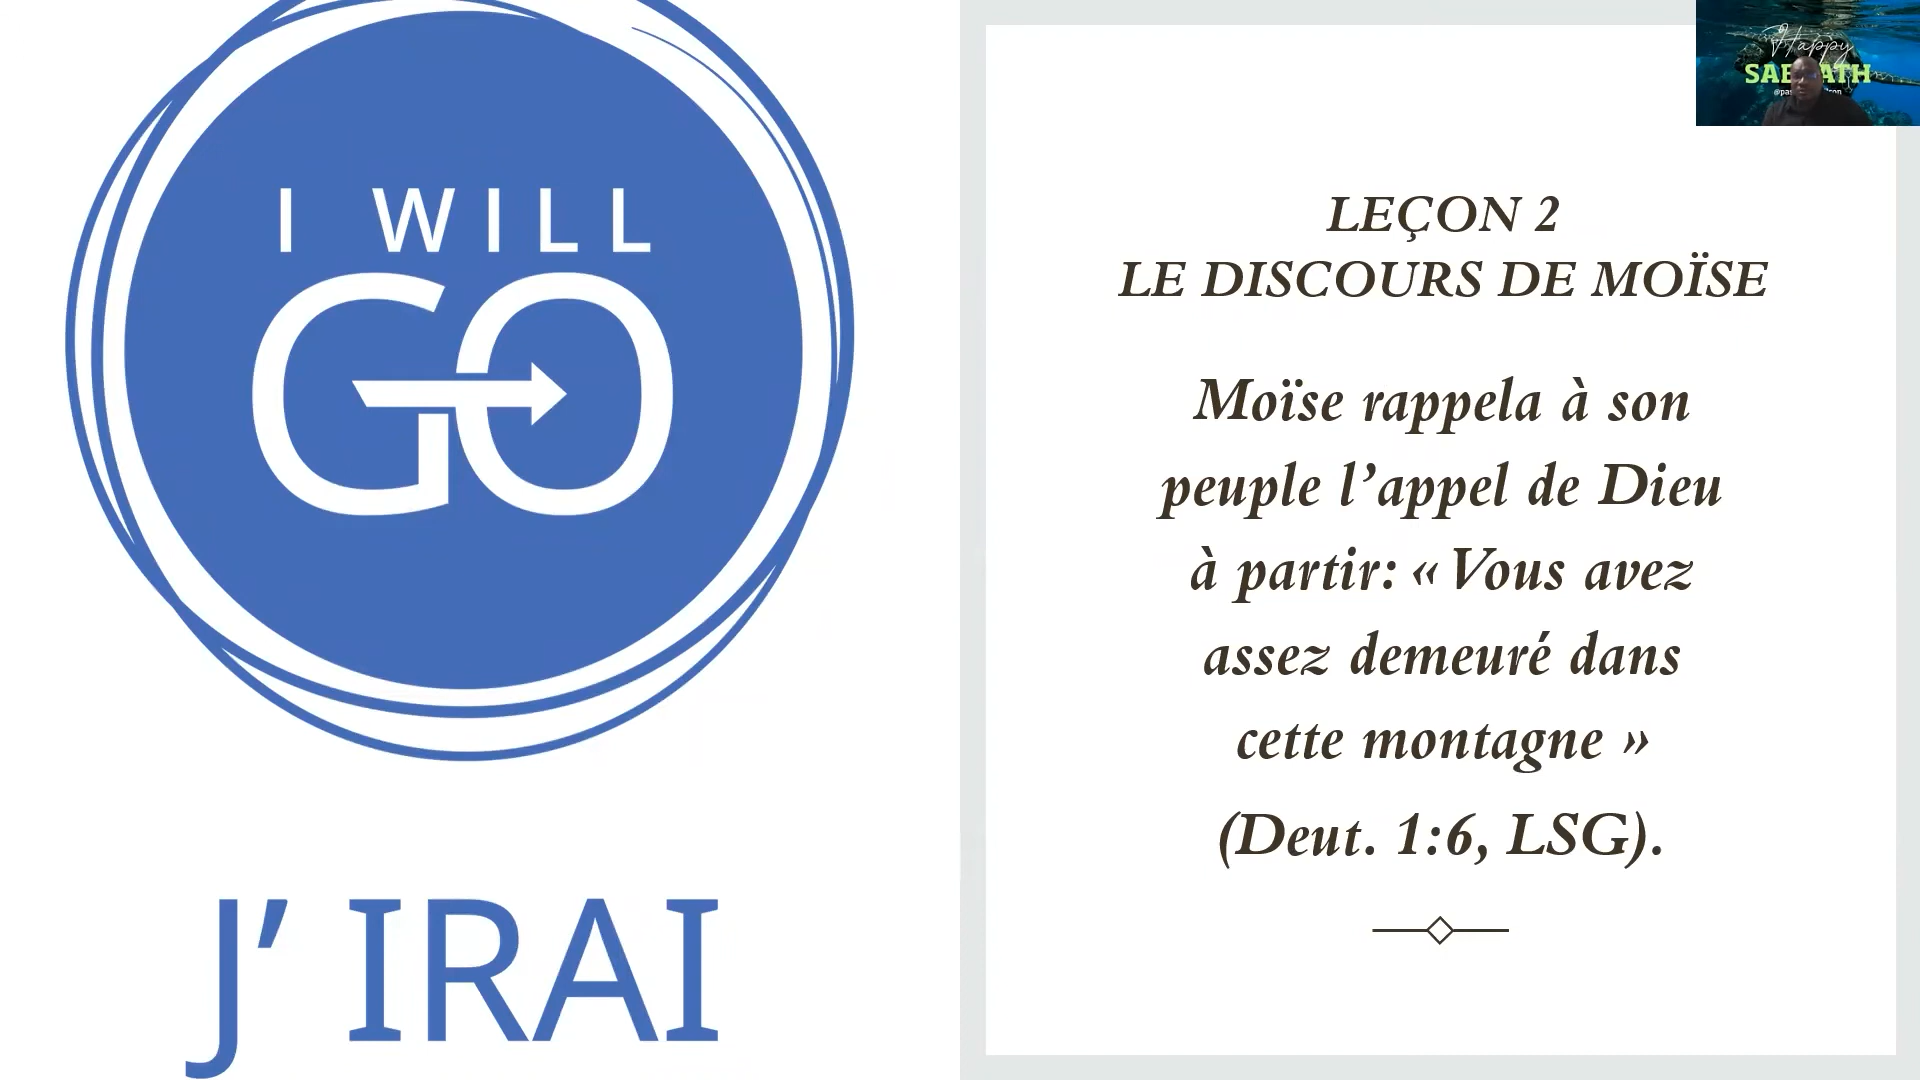 I WILL
GO
J’ IRAI
Happy
LEÇON 2
LE DISCOURS DE MOÏSE
Moïse rappela à son
peuple l’appel de Dieu
à partir: « Vous avez
assez demeuré dans
cette montagne »
(Deut. 1:6, LSG).